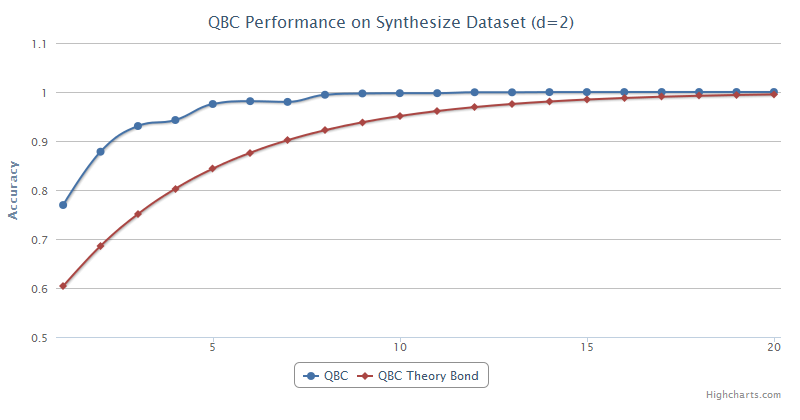 QBC Performance on Synthesize Dataset (d=2)
1.1
1
0.9
0.8
0.7
0.6
0.5
Accuracy
5
10
15
20
QBC
QBC Theory Bond
Highcharts.com